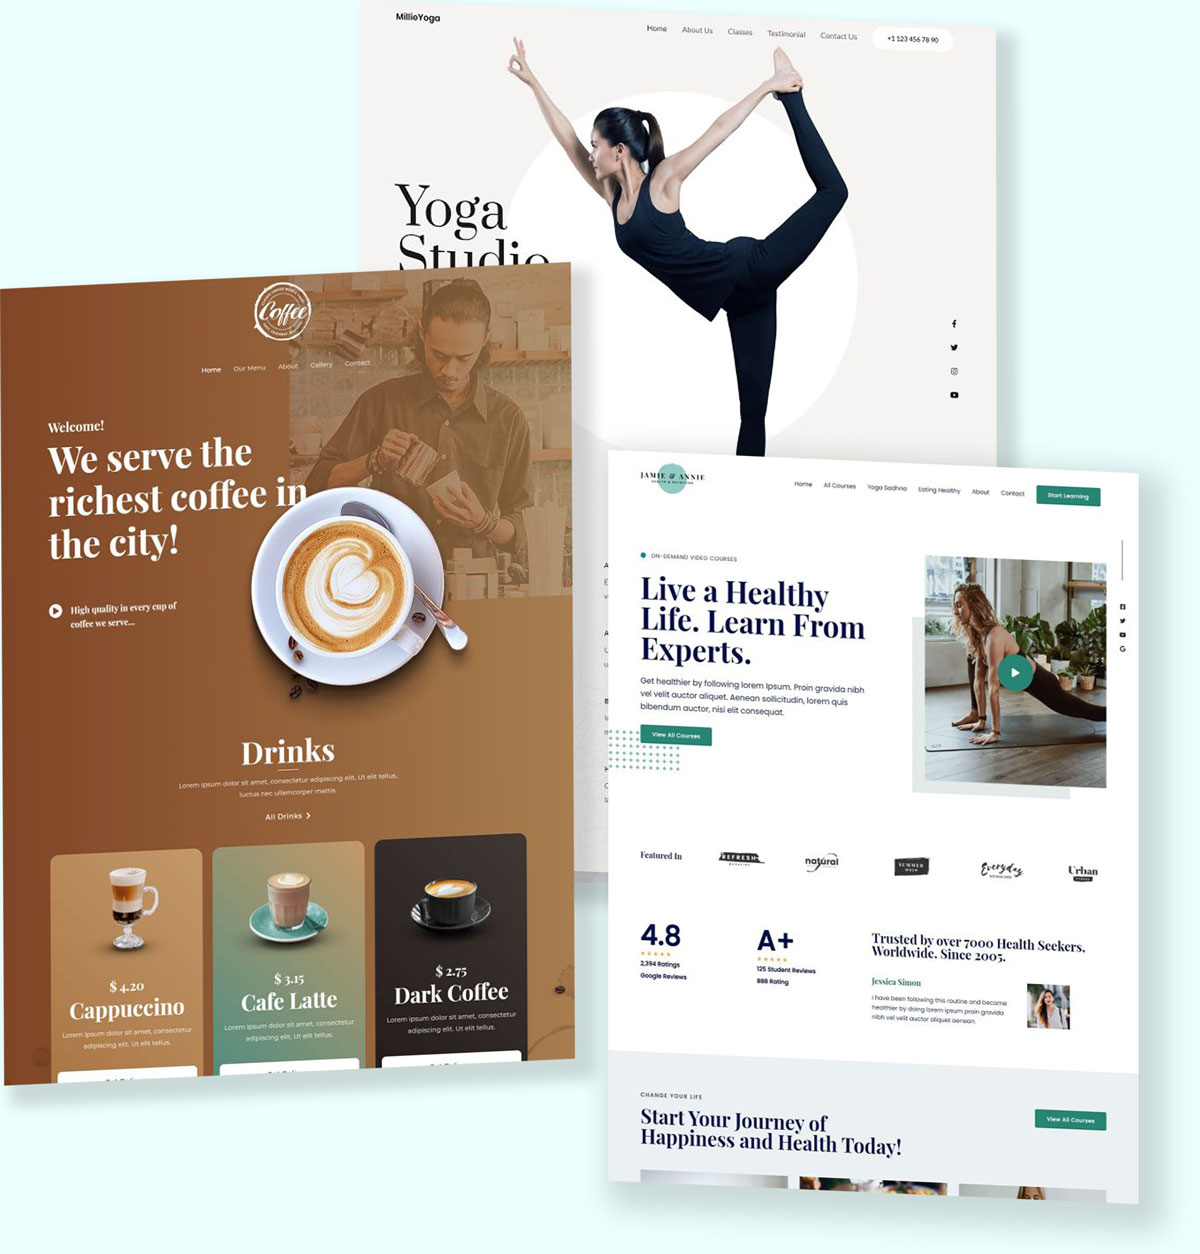 MillieYoga
Home About Us Classes Testimonial Contact Us +1 123 456 78 90
Yoga
Studio
Coffee
Home Our Menu About Gallery Contact
Welcome!
We serve the
richest coffee in
the city!
High quality in every cup of
coffee we serve...
Drinks
Lorem ipsum dolor sit amet, consectetur adipiscing elit. Ut elit tellus,
luctus nec ullamcorper mattis.
All Drinks
$ 4.20
Cappuccino
Lorem ipsum dolor sit amet, consectetur
adipiscing elit. Ut elit tellus.
$ 3.15
Cafe Latte
Lorem ipsum dolor sit amet, consectetur
adipiscing elit. Ut elit tellus.
$ 2.75
Dark Coffee
Lorem ipsum dolor sit amet, consectetur
adipiscing elit. Ut elit tellus.
JAMIE & ANNIE
HEALTH & NUTRITION
Home All Courses Yoga Sadhna Eating Healthy About Contact Start Learning
ON-DEMAND VIDEO COURSES
Live a Healthy
Life. Learn From
Experts.
Get healthier by following lorem Ipsum. Proin gravida nibh
vel velit auctor aliquet. Aenean sollicitudin, lorem quis
bibendum auctor, nisi elit consequat.
View All Courses
Featured In
REFRESH
MAGAZINE
natural
SUMMER
Everyday
Urban
4.8
2,394 Ratings
Google Reviews
A+
125 Student Reviews
BBB Rating
Trusted by over 7000 Health Seekers.
Worldwide. Since 2005.
Jessica Simon
I have been following this routine and become
healthier by doing lorem ipsum proin gravida
nibh vel velit auctor aliquet aenean.
CHANGE YOUR LIFE
Start Your Journey of
Happiness and Health Today!
View All Courses